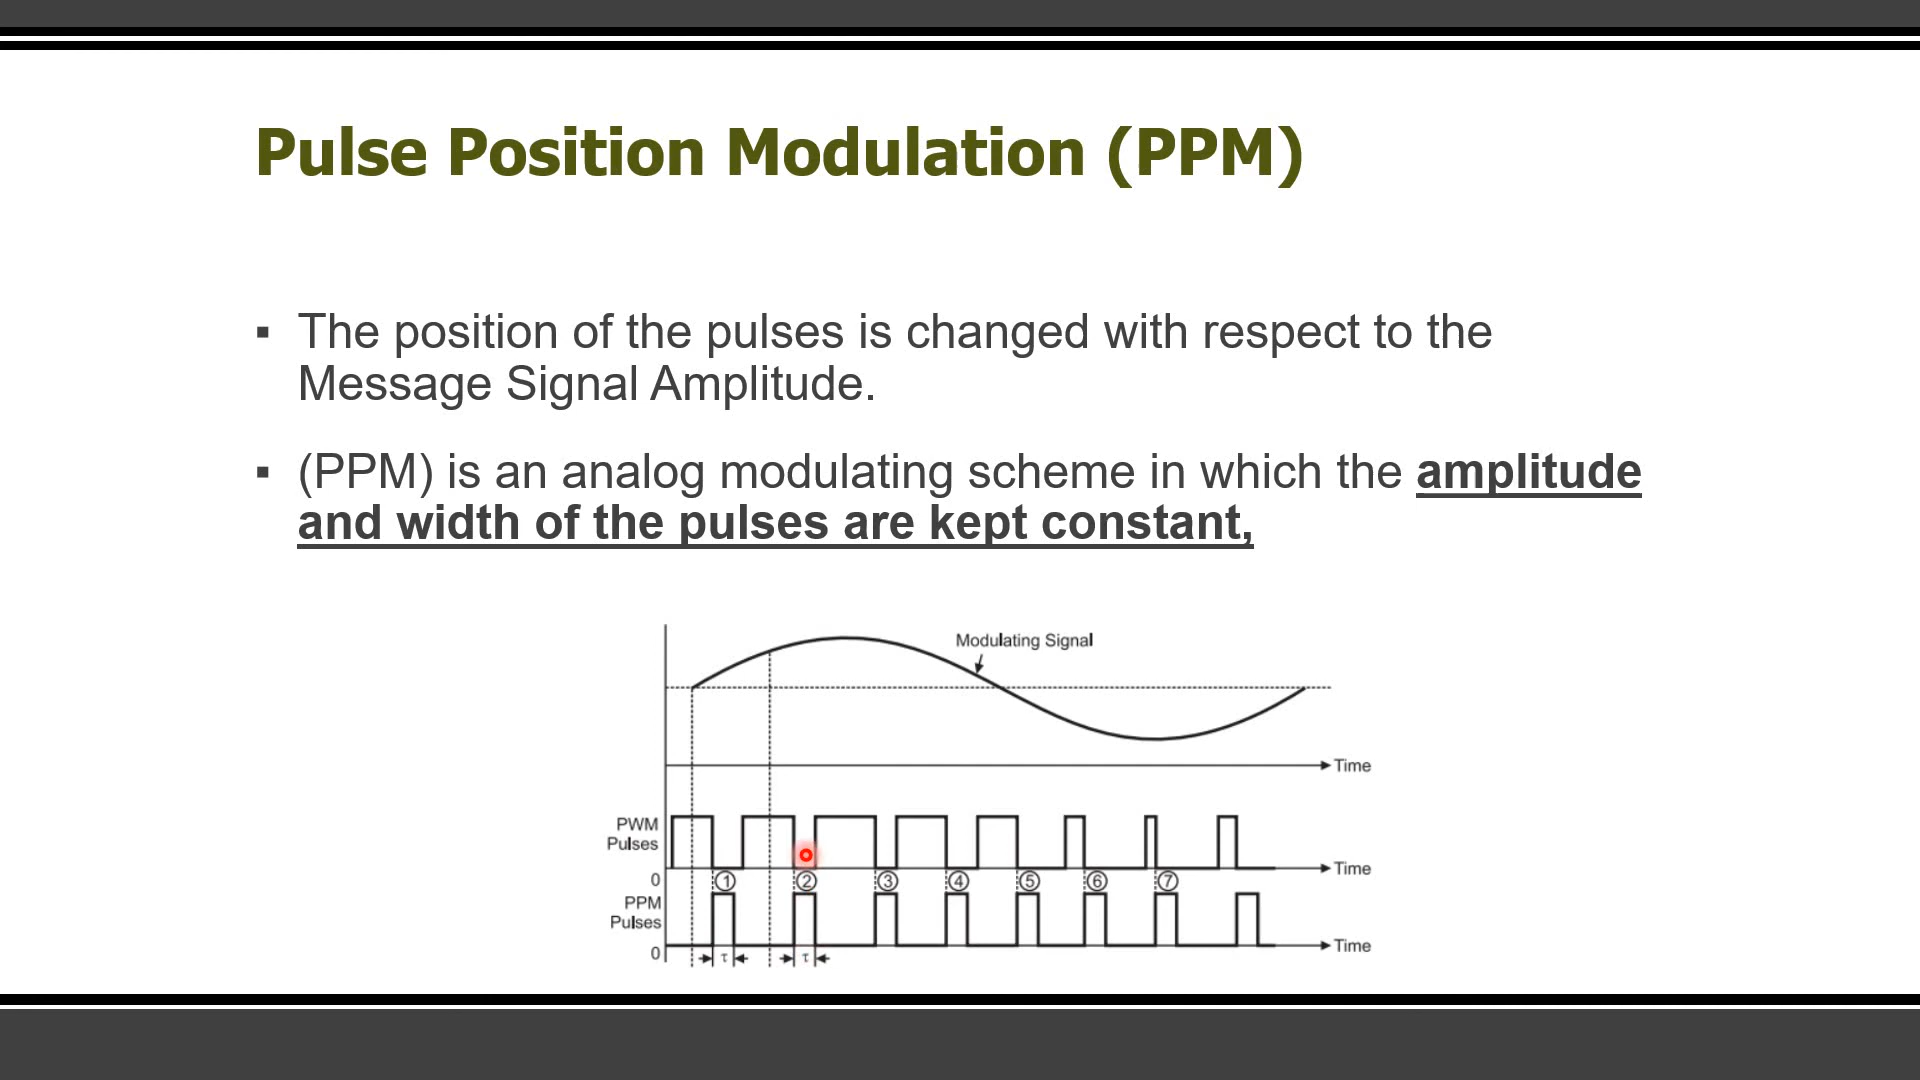 Pulse Position Modulation (PPM)
▪ The position of the pulses is changed with respect to the
Message Signal Amplitude.
▪ (PPM) is an analog modulating scheme in which the amplitude
and width of the pulses are kept constant,
Modulating Signal
Time
PWM
Pulses
0
Time
① ② ③ ④ ⑤ ⑥ ⑦
PPM
Pulses
0
Time
τ τ